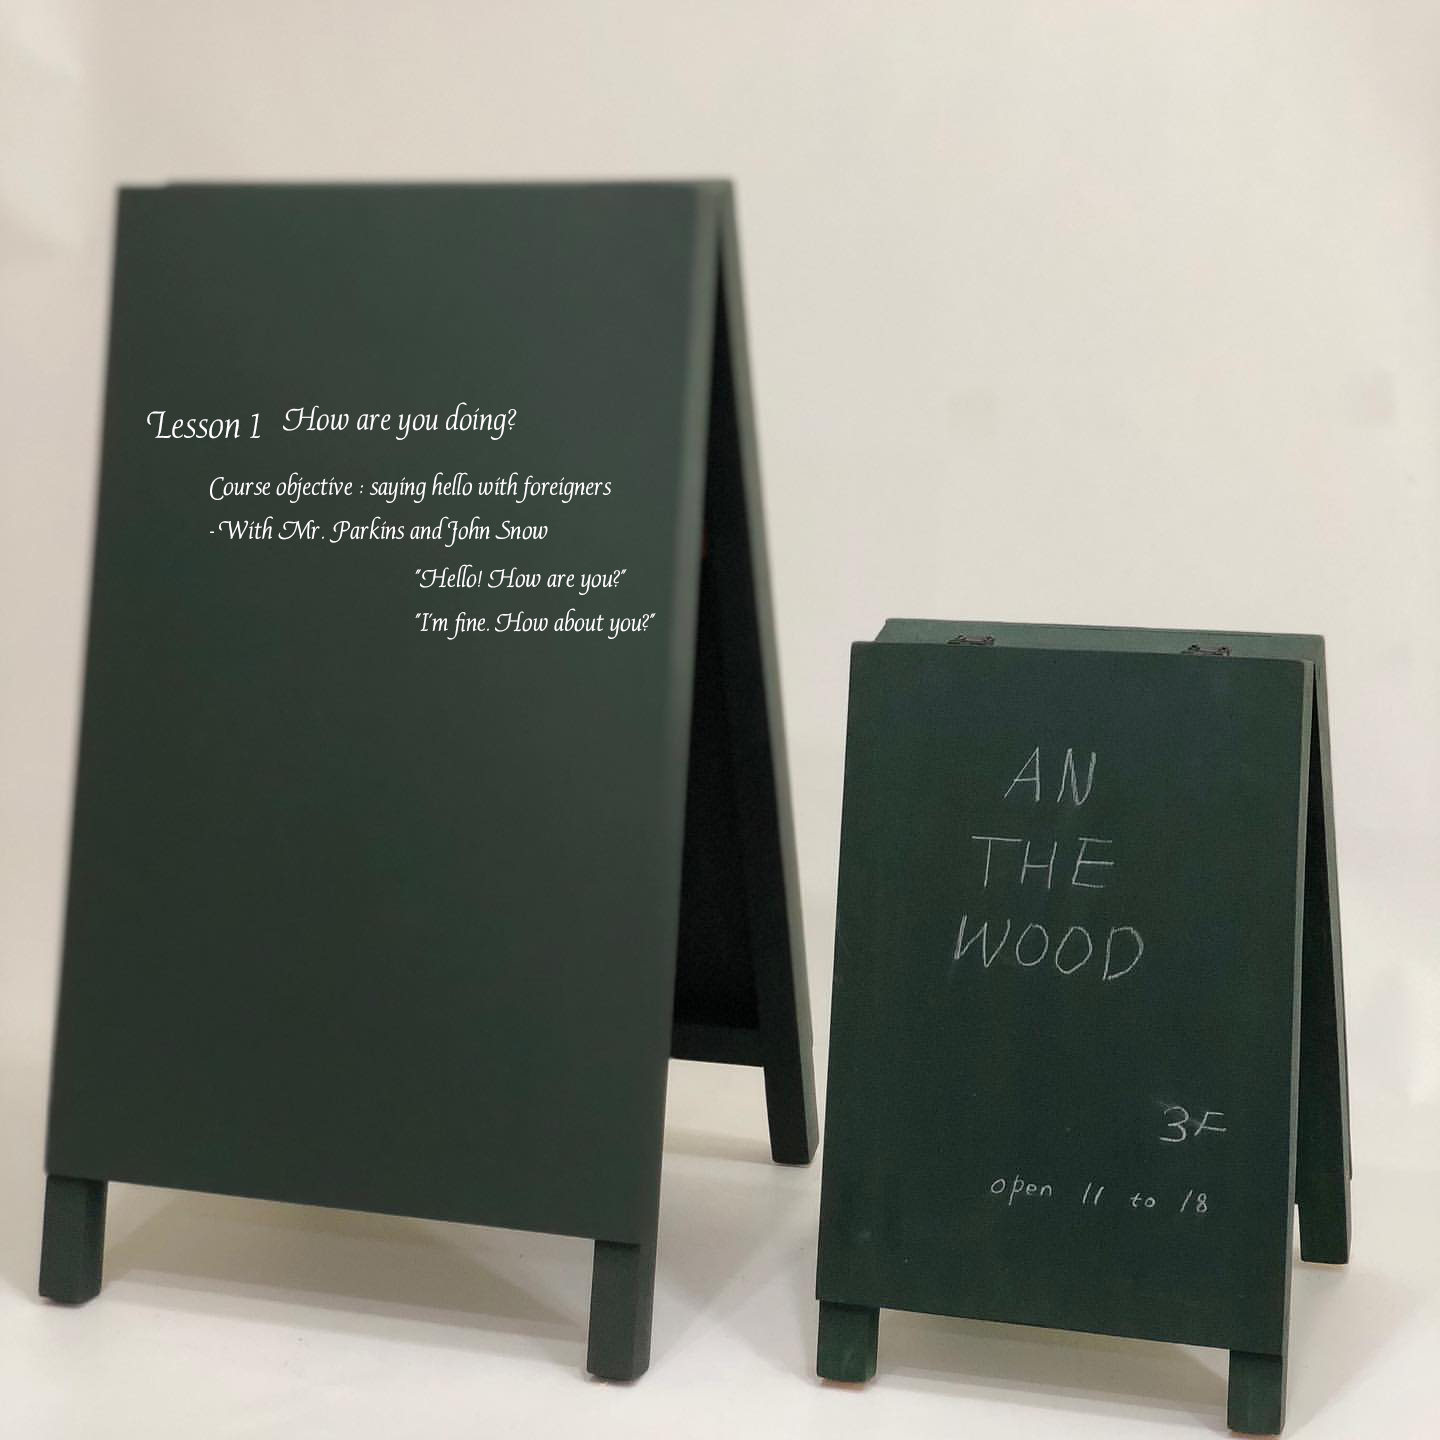 Lesson 1 How are you doing?
Course objective : saying hello with foreigners
- With Mr. Parkins and John Snow
"Hello! How are you?"
"I'm fine. How about you?"
AN
THE
WOOD
3F
open 11 to 18